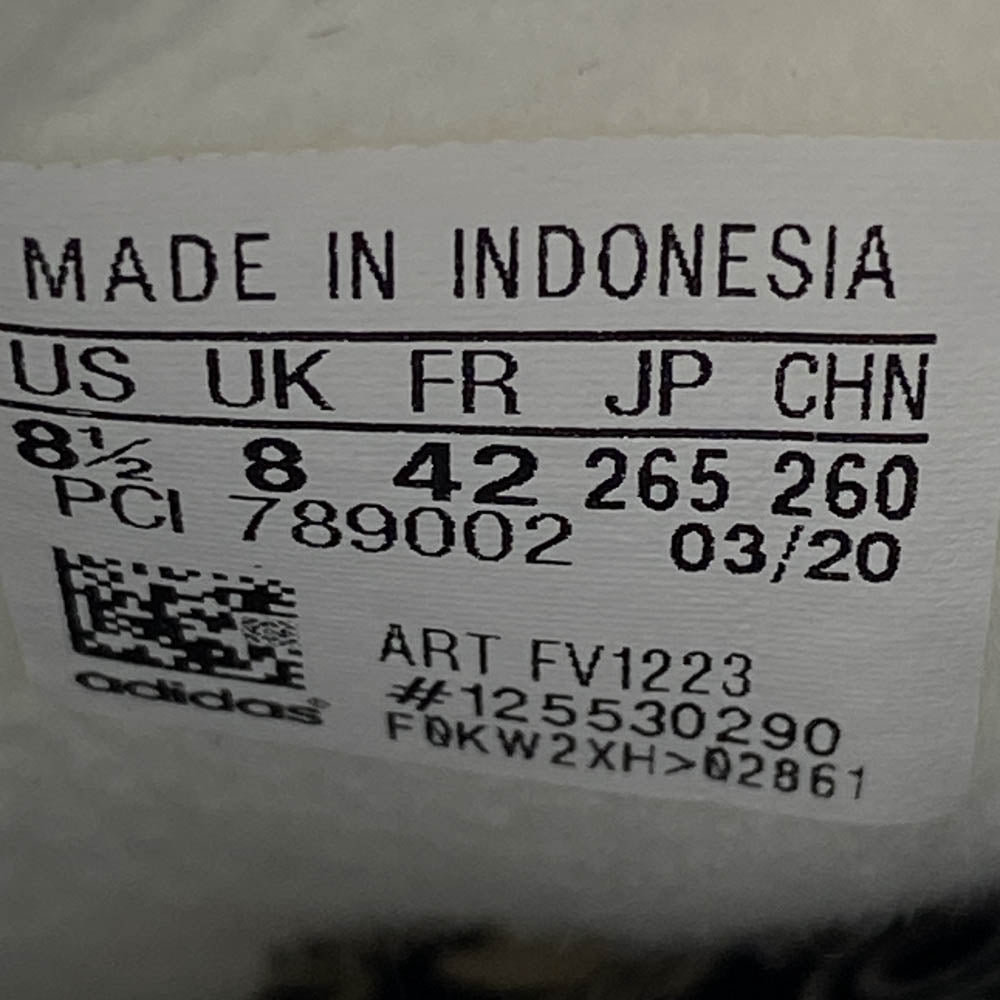 MADE IN INDONESIA
US UK FR JP CHN
8½ 8 42 265 260
PCI 789002 03/20
ART FV1223
#125530290
F0KW2XH>02861
adidas